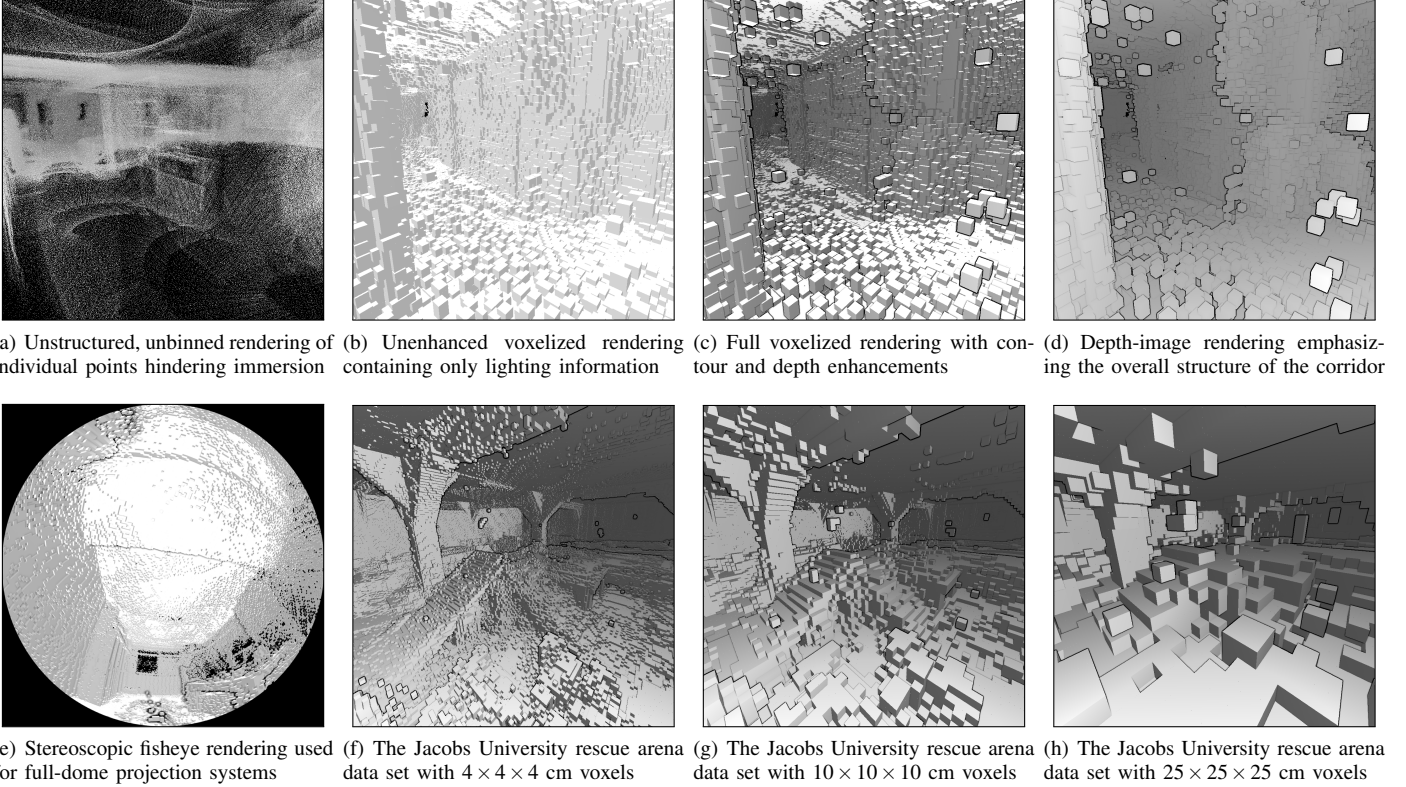 a) Unstructured, unbinned rendering of
ndividual points hindering immersion
(b) Unenhanced voxelized rendering
containing only lighting information
(c) Full voxelized rendering with con-
tour and depth enhancements
(d) Depth-image rendering emphasiz-
ing the overall structure of the corridor
e) Stereoscopic fisheye rendering used
or full-dome projection systems
(f) The Jacobs University rescue arena
data set with 4 × 4 × 4 cm voxels
(g) The Jacobs University rescue arena
data set with 10 × 10 × 10 cm voxels
(h) The Jacobs University rescue arena
data set with 25 × 25 × 25 cm voxels